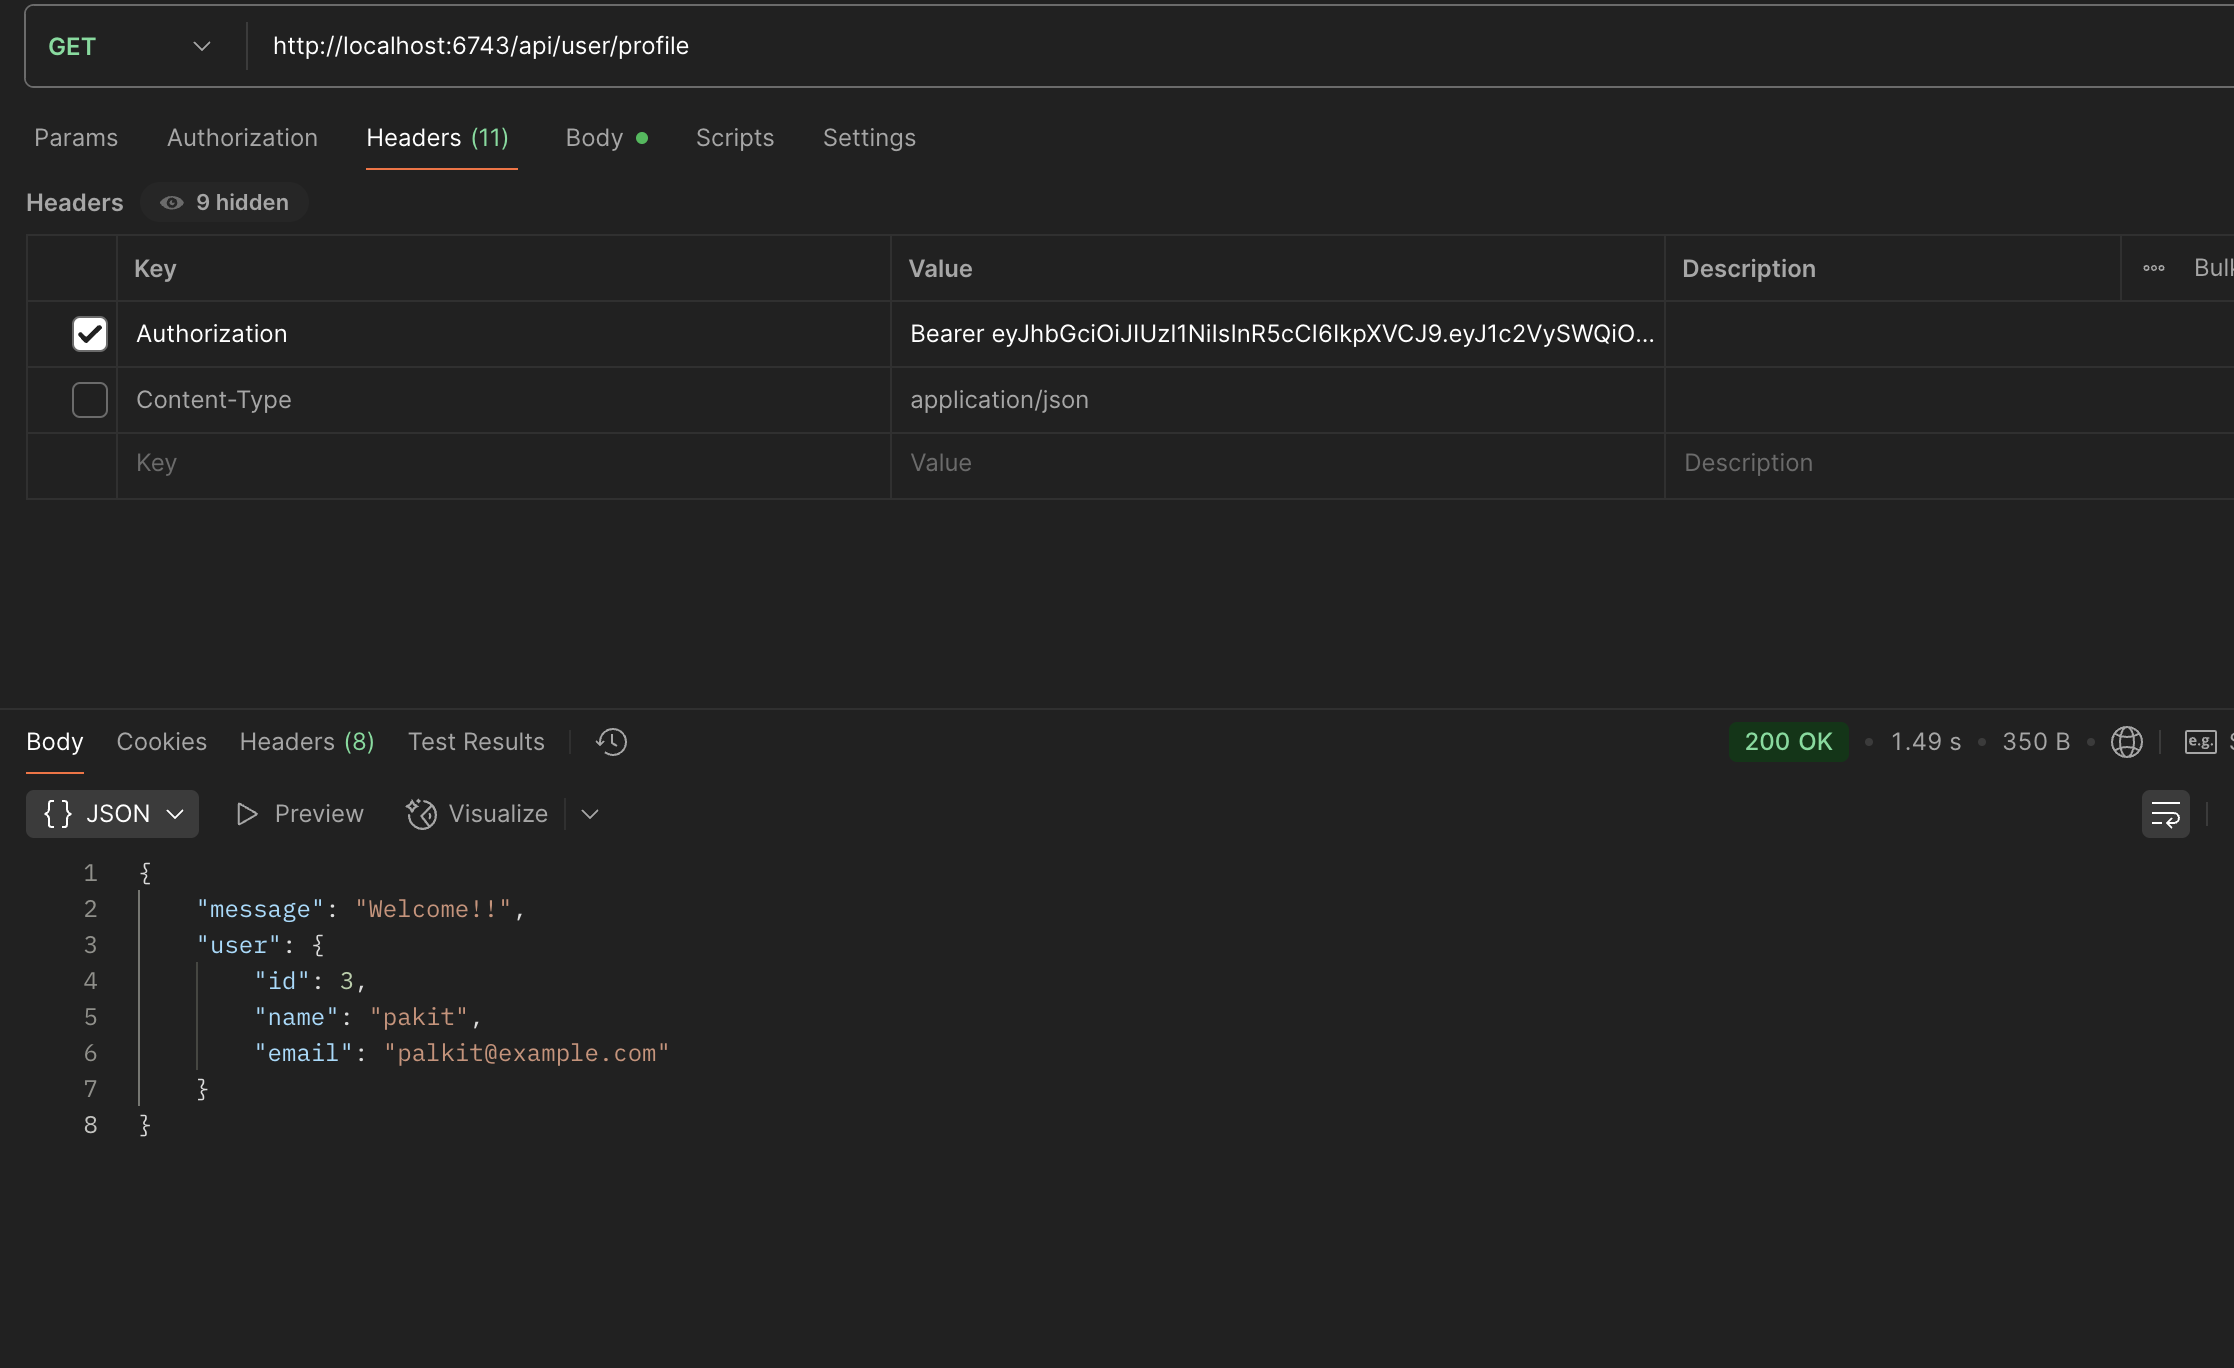 GET http://localhost:6743/api/user/profile
Params Authorization Headers (11) Body Scripts Settings
Headers 9 hidden
Key Value Description Bulk
Authorization Bearer eyJhbGciOiJIUzI1NiIsInR5cCI6IkpXVCJ9.eyJ1c2VySWQiO...
Content-Type application/json
Key Value Description
Body Cookies Headers (8) Test Results 200 OK • 1.49 s • 350 B • e.g.
{} JSON Preview Visualize
1 {
2 "message": "Welcome!!",
3 "user": {
4 "id": 3,
5 "name": "pakit",
6 "email": "palkit@example.com"
7 }
8 }